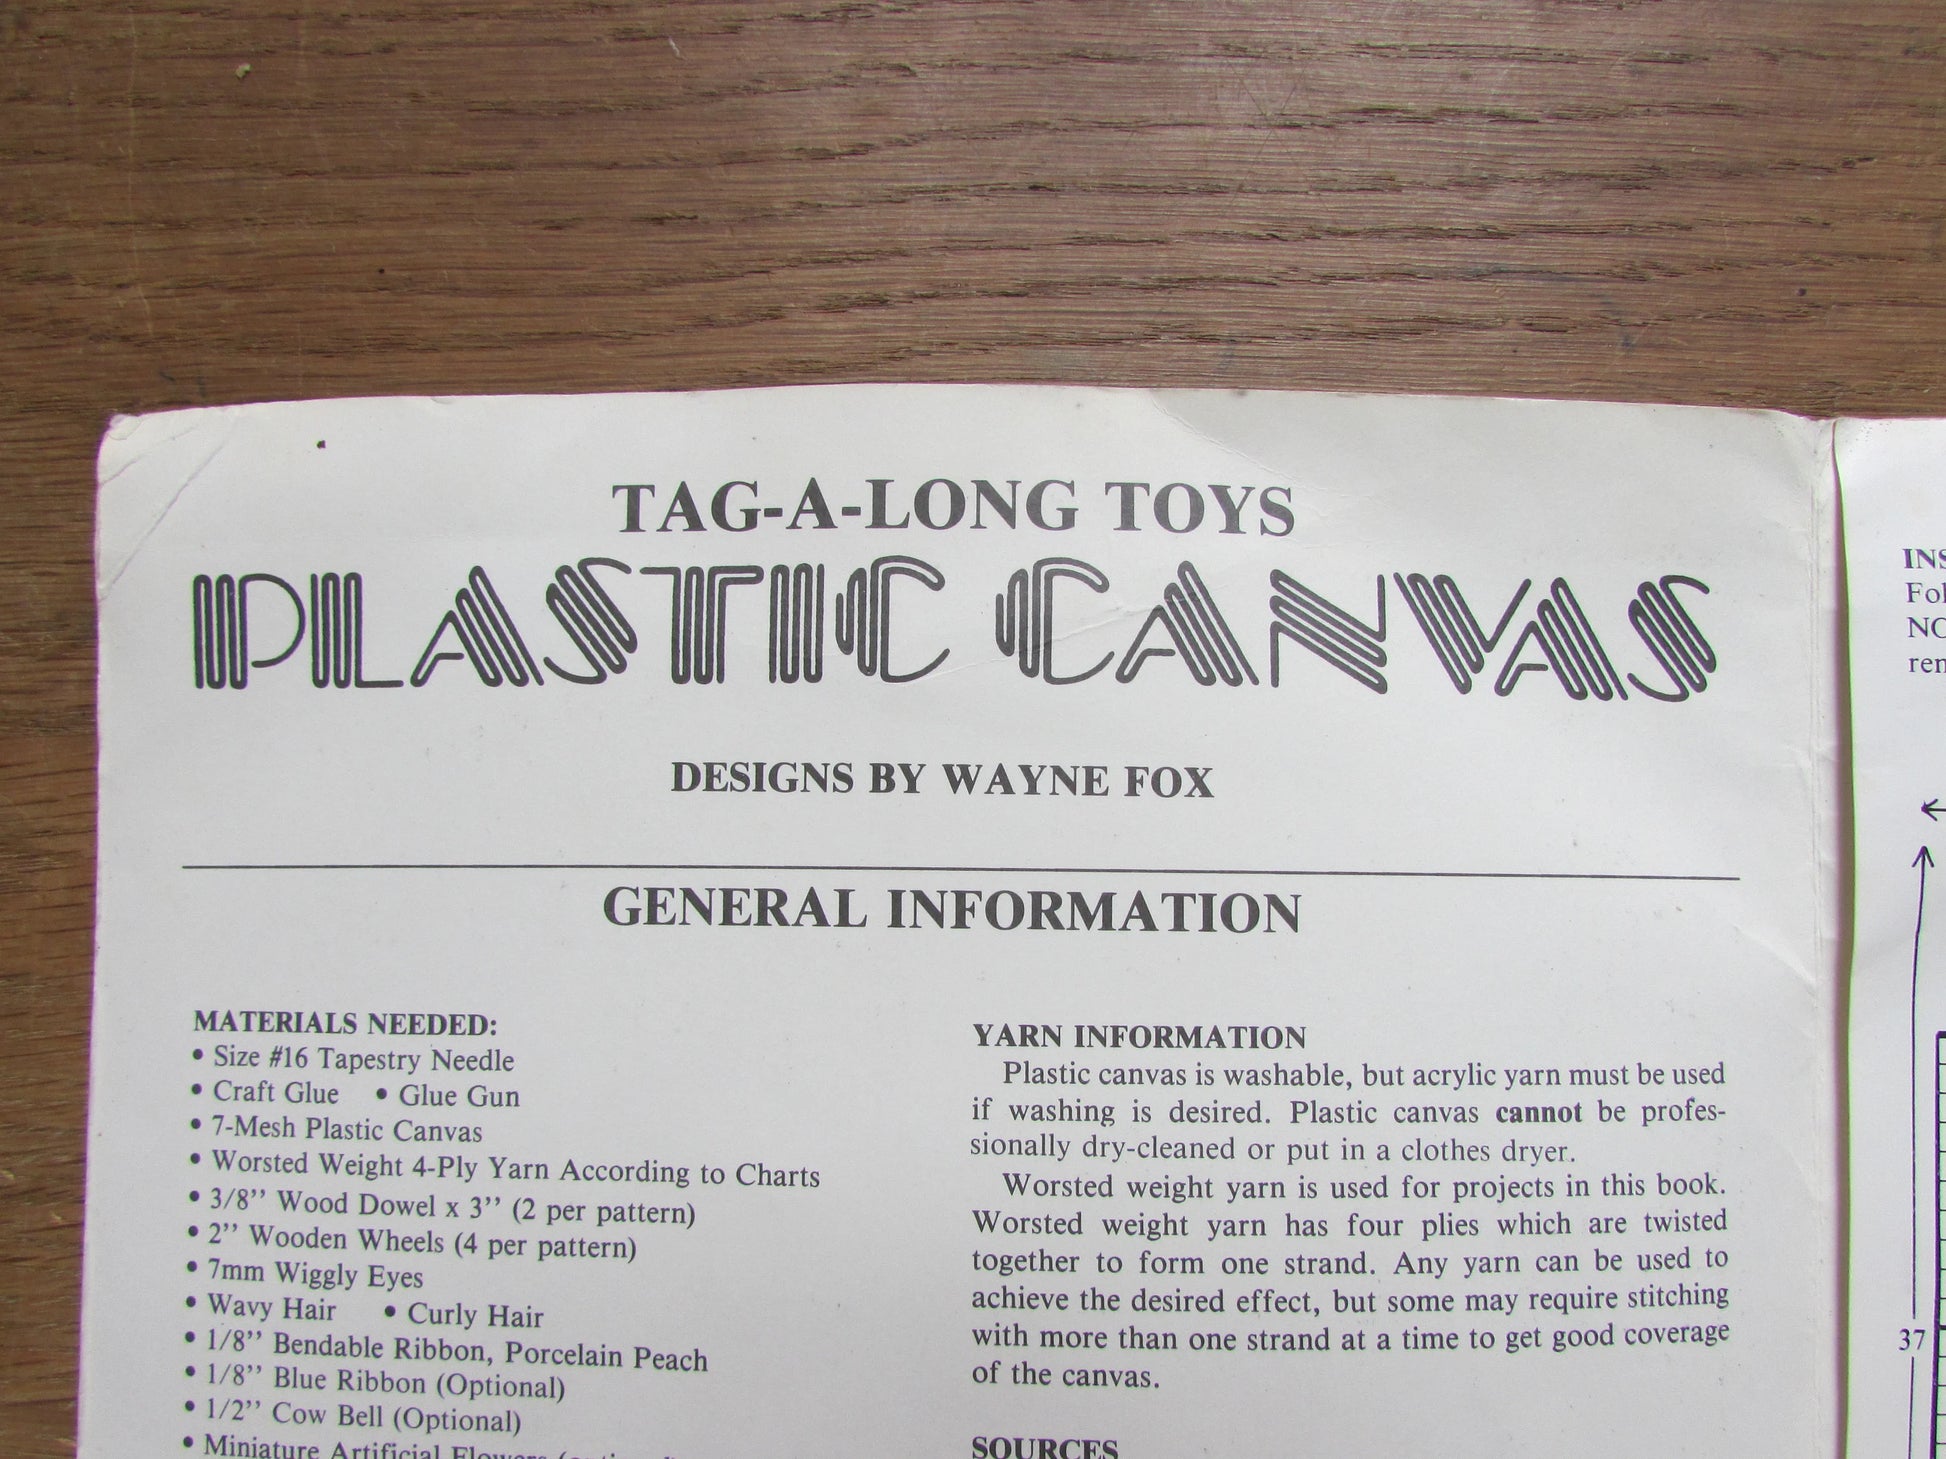 TAG-A-LONG TOYS
PLASTIC CANVAS
DESIGNS BY WAYNE FOX
GENERAL INFORMATION
MATERIALS NEEDED:
• Size #16 Tapestry Needle
• Craft Glue • Glue Gun
• 7-Mesh Plastic Canvas
• Worsted Weight 4-Ply Yarn According to Charts
• 3/8’’ Wood Dowel x 3’’ (2 per pattern)
• 2’’ Wooden Wheels (4 per pattern)
• 7mm Wiggly Eyes
• Wavy Hair • Curly Hair
• 1/8’’ Bendable Ribbon, Porcelain Peach
• 1/8’’ Blue Ribbon (Optional)
• 1/2’’ Cow Bell (Optional)
• Miniature Artificial Flowers
YARN INFORMATION
Plastic canvas is washable, but acrylic yarn must be used
if washing is desired. Plastic canvas cannot be profes-
sionally dry-cleaned or put in a clothes dryer.
Worsted weight yarn is used for projects in this book.
Worsted weight yarn has four plies which are twisted
together to form one strand. Any yarn can be used to
achieve the desired effect, but some may require stitching
with more than one strand at a time to get good coverage
of the canvas.
SOURCES
INS
Fol
NO
ren
37